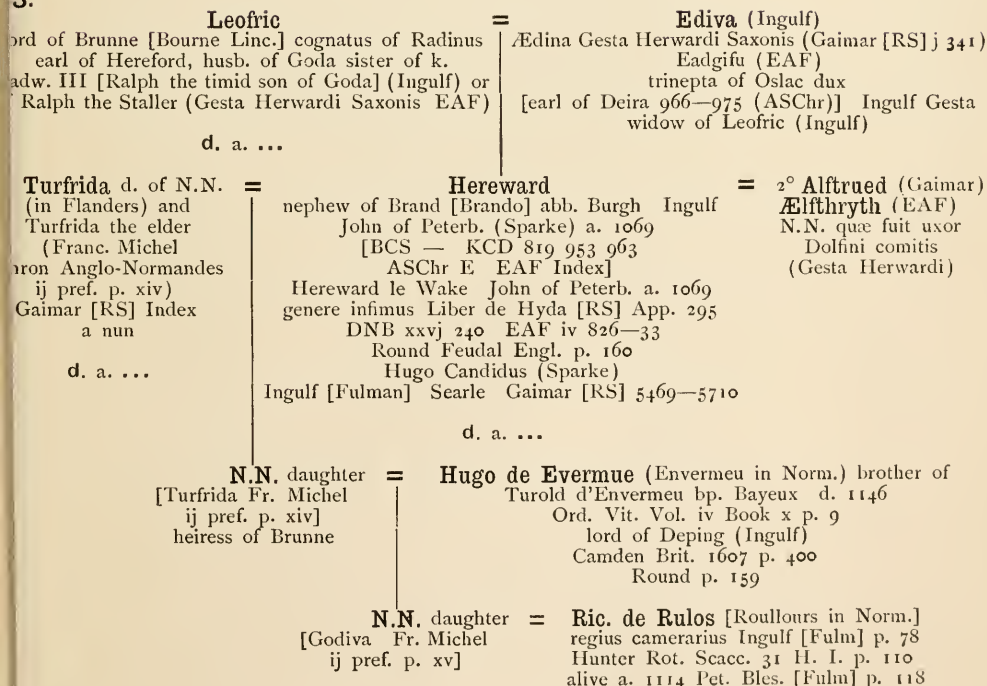 Leofric = Ediva (Ingulf)
of Brunne [Bourne Linc.] cognatus of Radinus
earl of Hereford, husb. of Goda sister of k.
III [Ralph the timid son of Goda] (Ingulf) or
Ralph the Staller (Gesta Herwardi Saxonis EAF)
d. a. ...
Ædina Gesta Herwardi Saxonis (Gaimar [RS] j 341)
Eadgifu (EAF)
trinepta of Oslac dux
[earl of Deira 966—975 (ASChr)] Ingulf Gesta
widow of Leofric (Ingulf)
Turfrida d. of N.N. = Hereward = 2° Alftrued (Gaimar)
(in Flanders) and
Turfrida the elder
(Franc. Michel
Anglo-Normandes
ij pref. p. xiv)
Gaimar [RS] Index
a nun
d. a. ...
nephew of Brand [Brando] abb. Burgh Ingulf
John of Peterb. (Sparke) a. 1069
[BCS — KCD 819 953 963
ASChr E EAF Index]
Hereward le Wake John of Peterb. a. 1069
genere infimus Liber de Hyda [RS] App. 295
DNB xxvj 240 EAF iv 826—33
Round Feudal Engl. p. 160
Hugo Candidus (Sparke)
Ingulf [Fulman] Searle Gaimar [RS] 5469—5710
d. a. ...
Ælfthryth (EAF)
N.N. quæ fuit uxor
Dolfini comitis
(Gesta Herwardi)
N.N. daughter = Hugo de Evermue (Envermeu in Norm.) brother of
[Turfrida Fr. Michel
ij pref. p. xiv]
heiress of Brunne
Turold d'Envermeu bp. Bayeux d. 1146
Ord. Vit. Vol. iv Book x p. 9
lord of Deping (Ingulf)
Camden Brit. 1607 p. 400
Round p. 159
N.N. daughter = Ric. de Rulos [Roullours in Norm.]
[Godiva Fr. Michel
ij pref. p. xv]
regius camerarius Ingulf [Fulm] p. 78
Hunter Rot. Scacc. 31 H. I. p. 110
alive a. 1114 Pet. Bles. [Fulm] p. 118